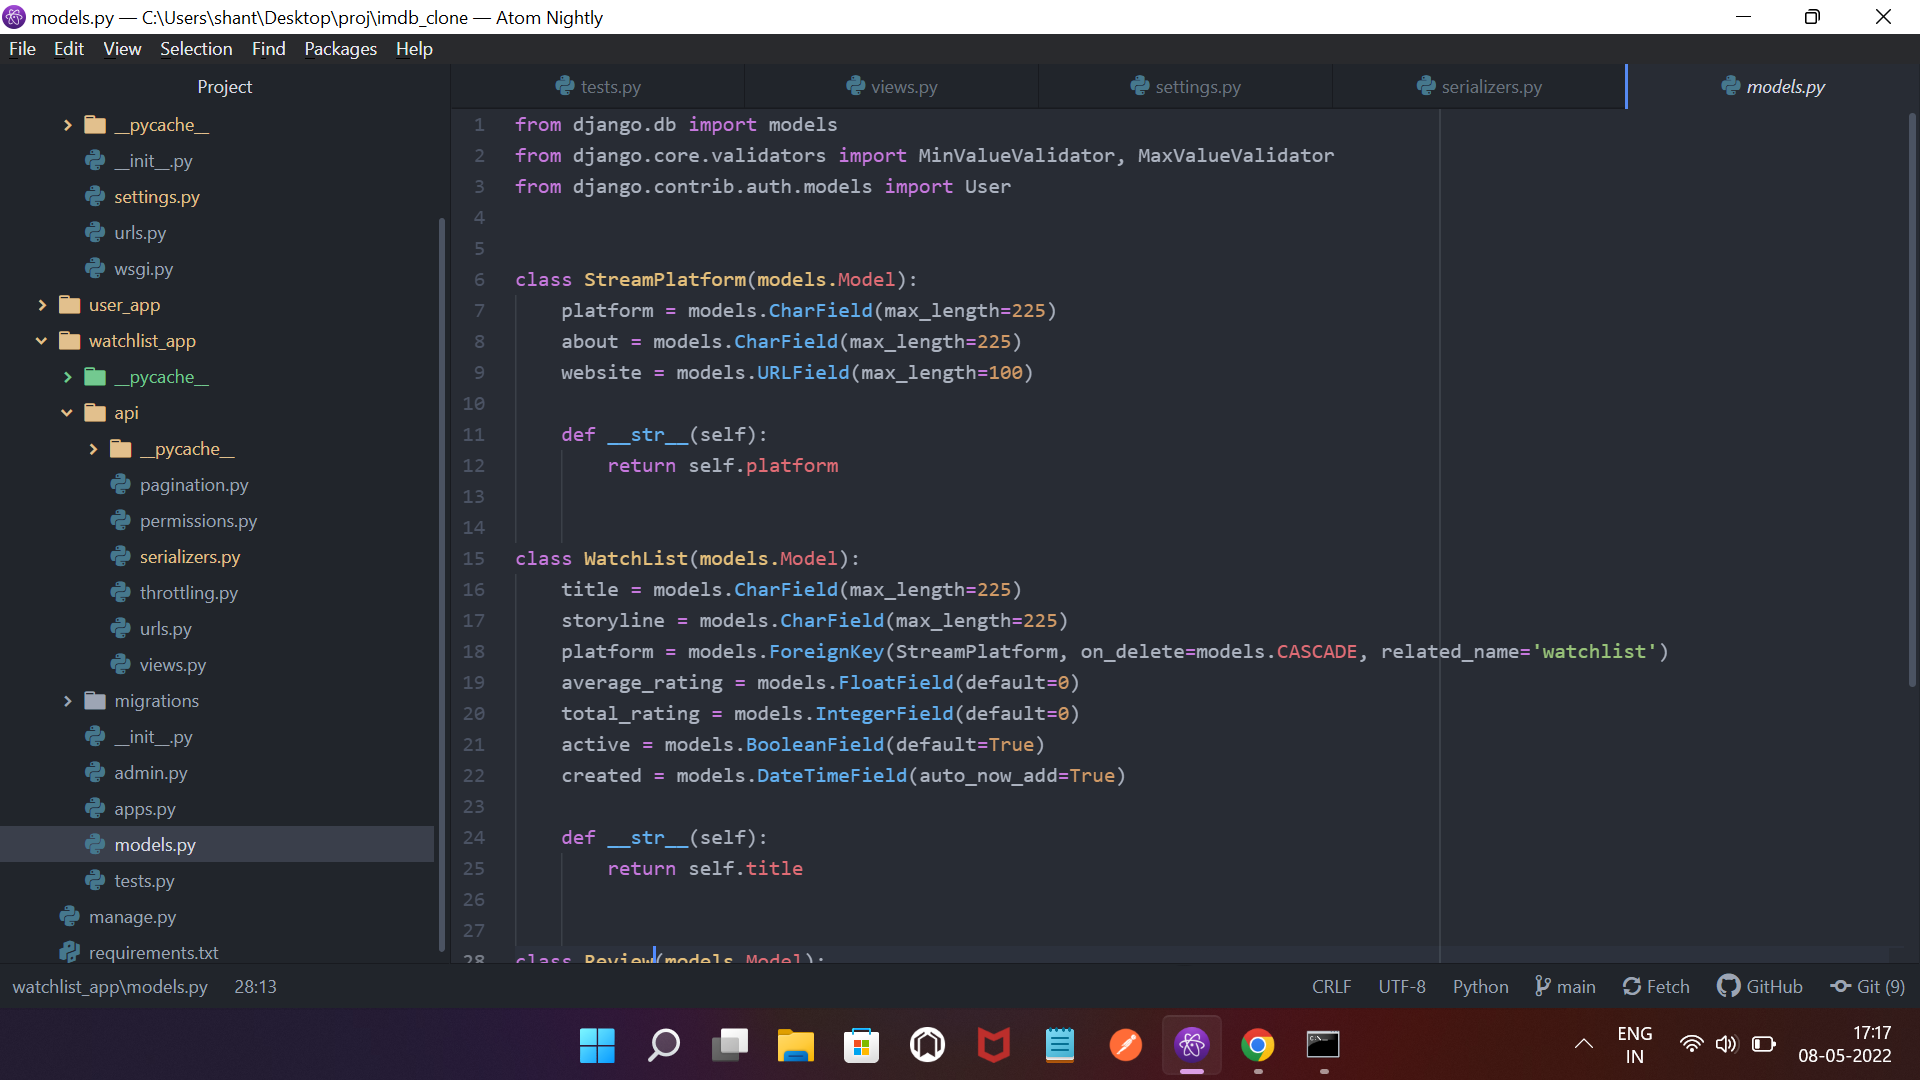 models.py — C:\Users\shant\Desktop\proj\imdb_clone — Atom Nightly
File Edit View Selection Find Packages Help
Project
__pycache__
__init__.py
settings.py
urls.py
wsgi.py
user_app
watchlist_app
__pycache__
api
__pycache__
pagination.py
permissions.py
serializers.py
throttling.py
urls.py
views.py
migrations
__init__.py
admin.py
apps.py
models.py
tests.py
manage.py
requirements.txt
tests.py views.py settings.py serializers.py models.py
1 from django.db import models
2 from django.core.validators import MinValueValidator, MaxValueValidator
3 from django.contrib.auth.models import User
4
5
6 class StreamPlatform(models.Model):
7 platform = models.CharField(max_length=225)
8 about = models.CharField(max_length=225)
9 website = models.URLField(max_length=100)
10
11 def __str__(self):
12 return self.platform
13
14
15 class WatchList(models.Model):
16 title = models.CharField(max_length=225)
17 storyline = models.CharField(max_length=225)
18 platform = models.ForeignKey(StreamPlatform, on_delete=models.CASCADE, related_name='watchlist')
19 average_rating = models.FloatField(default=0)
20 total_rating = models.IntegerField(default=0)
21 active = models.BooleanField(default=True)
22 created = models.DateTimeField(auto_now_add=True)
23
24 def __str__(self):
25 return self.title
26
27
28 class Review(models.Model):
watchlist_app\models.py 28:13 CRLF UTF-8 Python main Fetch GitHub Git (9)
ENG
IN
17:17
08-05-2022